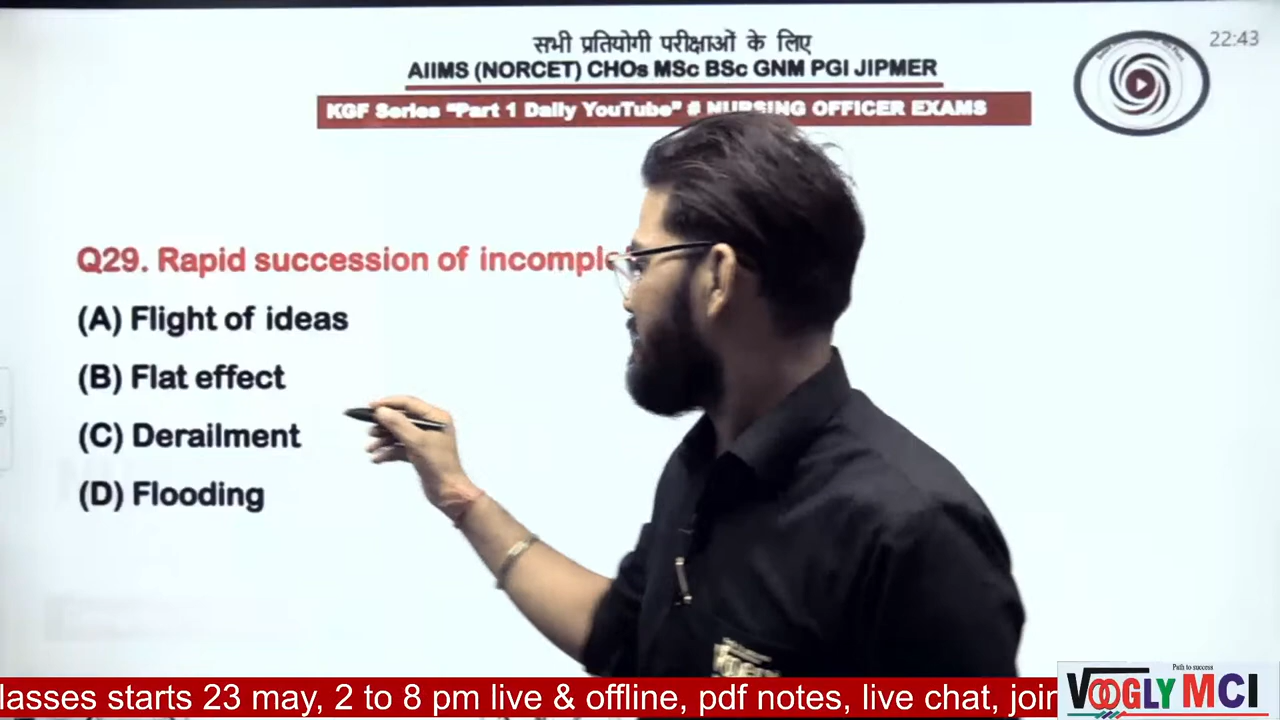 सभी प्रतियोगी परीक्षाओं के लिए
22:43
AIIMS (NORCET) CHOs MSc BSc GNM PGI JIPMER
KGF Series “Part 1 Daily YouTube” # NURSING OFFICER EXAMS
Q29. Rapid succession of incomple
(A) Flight of ideas
(B) Flat effect
(C) Derailment
(D) Flooding
lasses starts 23 may, 2 to 8 pm live & offline, pdf notes, live chat, join
Path to success
VOOGLY MCI